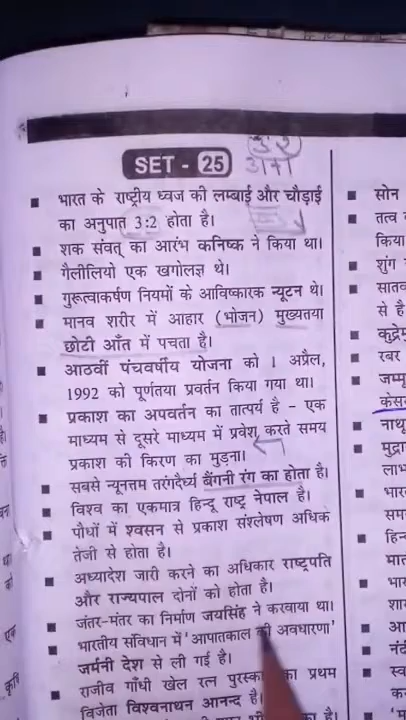 SET - 25
भारत के राष्ट्रीय ध्वज की लम्बाई और चौड़ाई
का अनुपात 3:2 होता है।
शक संवत् का आरंभ कनिष्क ने किया था।
गैलीलियो एक खगोलज्ञ थे।
गुरूत्वाकर्षण नियमों के आविष्कारक न्यूटन थे।
मानव शरीर में आहार (भोजन) मुख्यतया
छोटी आँत में पचता है।
आठवीं पंचवर्षीय योजना को 1 अप्रैल,
1992 को पूर्णतया प्रवर्तन किया गया था।
प्रकाश का अपवर्तन का तात्पर्य है - एक
माध्यम से दूसरे माध्यम में प्रवेश करते समय
प्रकाश की किरण का मुड़ना।
सबसे न्यूनतम तरंगदैर्ध्य बैंगनी रंग का होता है।
विश्व का एकमात्र हिन्दू राष्ट्र नेपाल है।
पौधों में श्वसन से प्रकाश संश्लेषण अधिक
तेजी से होता है।
अध्यादेश जारी करने का अधिकार राष्ट्रपति
और राज्यपाल दोनों को होता है।
जंतर-मंतर का निर्माण जयसिंह ने करवाया था।
भारतीय संविधान में 'आपातकाल की अवधारणा'
जर्मनी देश से ली गई है।
राजीव गाँधी खेल रत्न पुरस्कार का प्रथम
विजेता विश्वनाथन आनन्द है।
सोन
तत्व
किया
शुंग
सातव
से है
कुद्रे
रबर
जम्मू
केस
नाथू
मुद्रा
लाभ
भार
सम
हिन
मात
भा
शा
आ
नंद
स्व